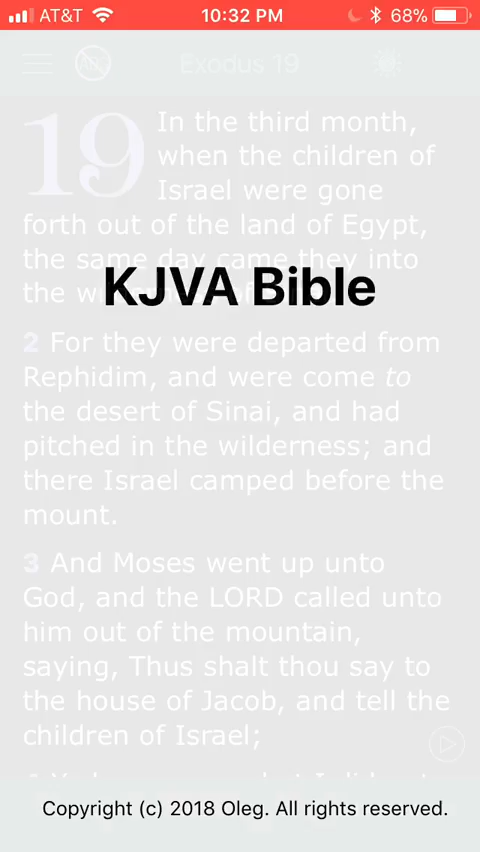 AT&T 10:32 PM 68%
Exodus 19
19 In the third month,
when the children of
Israel were gone
forth out of the land of Egypt,
the same day came they into
the
KJVA Bible
2 For they were departed from
Rephidim, and were come to
the desert of Sinai, and had
pitched in the wilderness; and
there Israel camped before the
mount.
3 And Moses went up unto
God, and the LORD called unto
him out of the mountain,
saying, Thus shalt thou say to
the house of Jacob, and tell the
children of Israel;
Copyright (c) 2018 Oleg. All rights reserved.